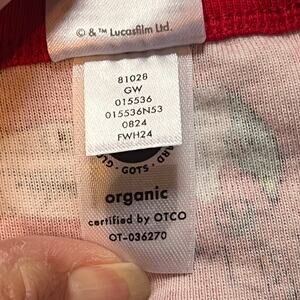 © & ™ Lucasfilm Ltd.
81028
GW
015536
015536N53
0824
FWH24
GOTS
organic
certified by OTCO
OT-036270